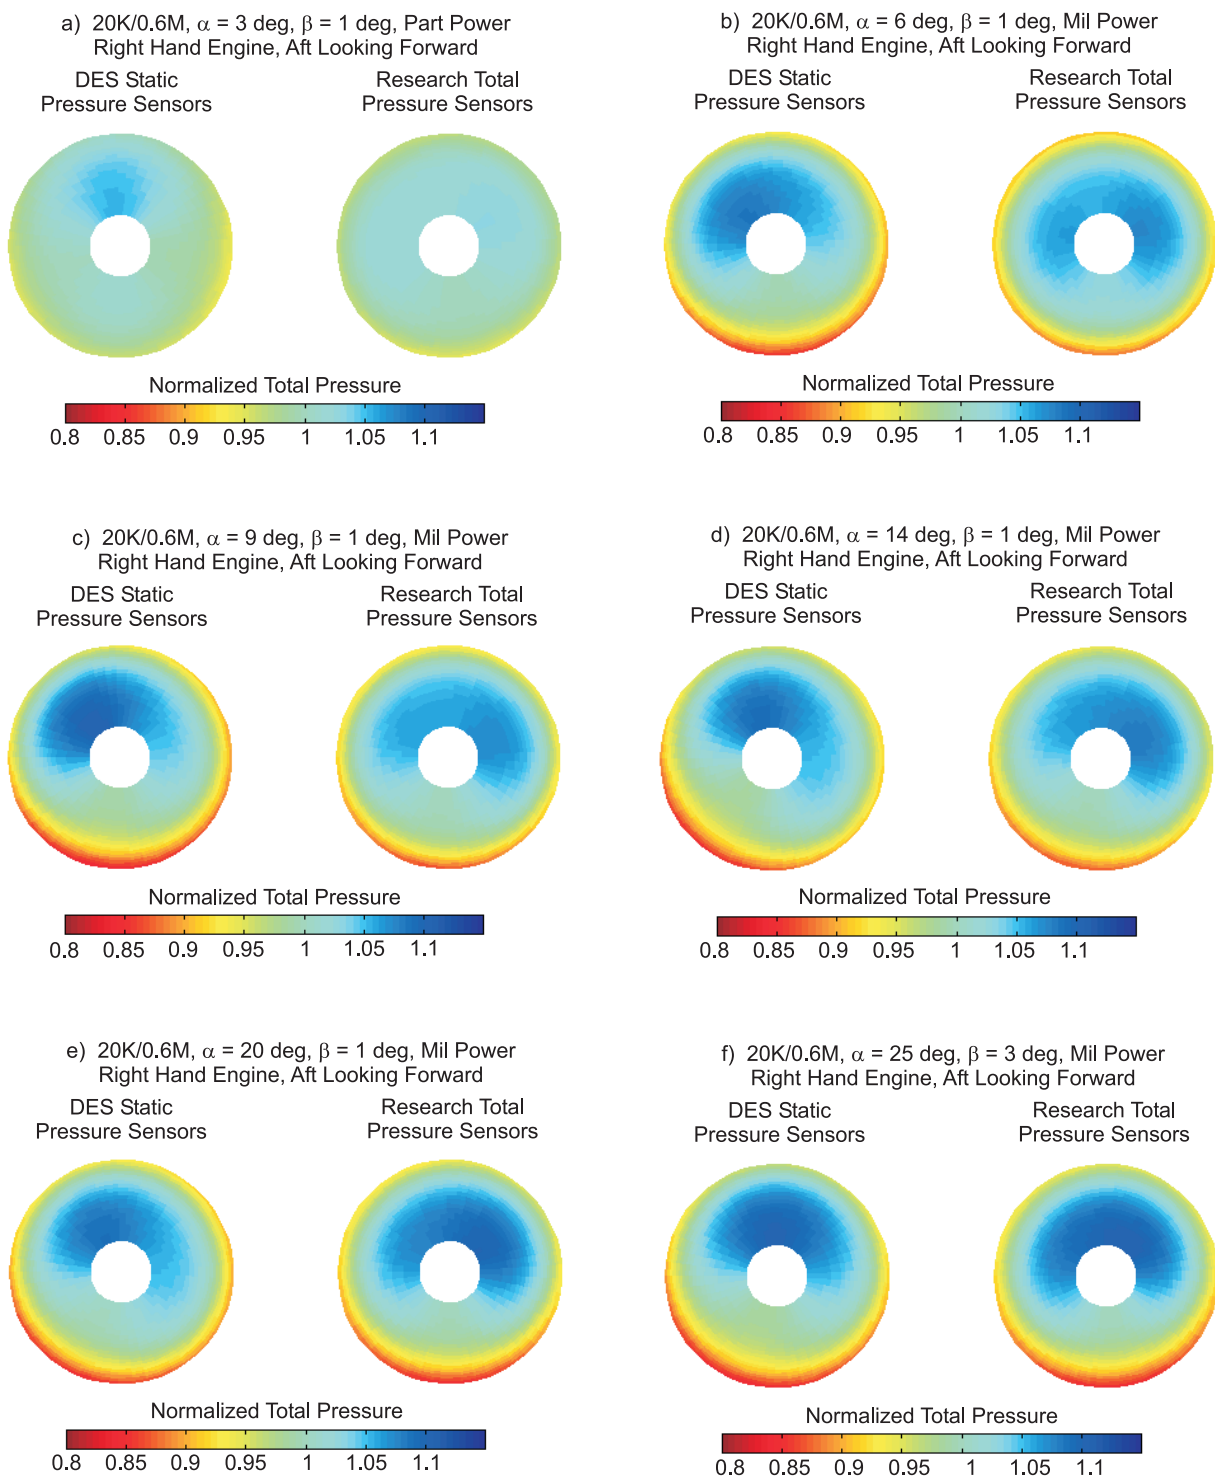 a) 20K/0.6M, α = 3 deg, β = 1 deg, Part Power
Right Hand Engine, Aft Looking Forward
DES Static
Pressure Sensors
Research Total
Pressure Sensors
Normalized Total Pressure
0.8 0.85 0.9 0.95 1 1.05 1.1
b) 20K/0.6M, α = 6 deg, β = 1 deg, Mil Power
Right Hand Engine, Aft Looking Forward
DES Static
Pressure Sensors
Research Total
Pressure Sensors
Normalized Total Pressure
0.8 0.85 0.9 0.95 1 1.05 1.1
c) 20K/0.6M, α = 9 deg, β = 1 deg, Mil Power
Right Hand Engine, Aft Looking Forward
DES Static
Pressure Sensors
Research Total
Pressure Sensors
Normalized Total Pressure
0.8 0.85 0.9 0.95 1 1.05 1.1
d) 20K/0.6M, α = 14 deg, β = 1 deg, Mil Power
Right Hand Engine, Aft Looking Forward
DES Static
Pressure Sensors
Research Total
Pressure Sensors
Normalized Total Pressure
0.8 0.85 0.9 0.95 1 1.05 1.1
e) 20K/0.6M, α = 20 deg, β = 1 deg, Mil Power
Right Hand Engine, Aft Looking Forward
DES Static
Pressure Sensors
Research Total
Pressure Sensors
Normalized Total Pressure
0.8 0.85 0.9 0.95 1 1.05 1.1
f) 20K/0.6M, α = 25 deg, β = 3 deg, Mil Power
Right Hand Engine, Aft Looking Forward
DES Static
Pressure Sensors
Research Total
Pressure Sensors
Normalized Total Pressure
0.8 0.85 0.9 0.95 1 1.05 1.1